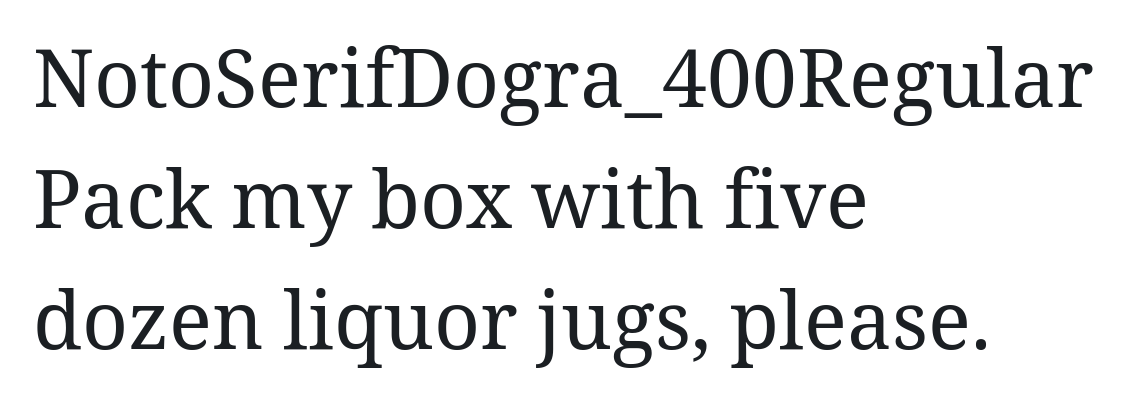 NotoSerifDogra_400Regular
Pack my box with five
dozen liquor jugs, please.